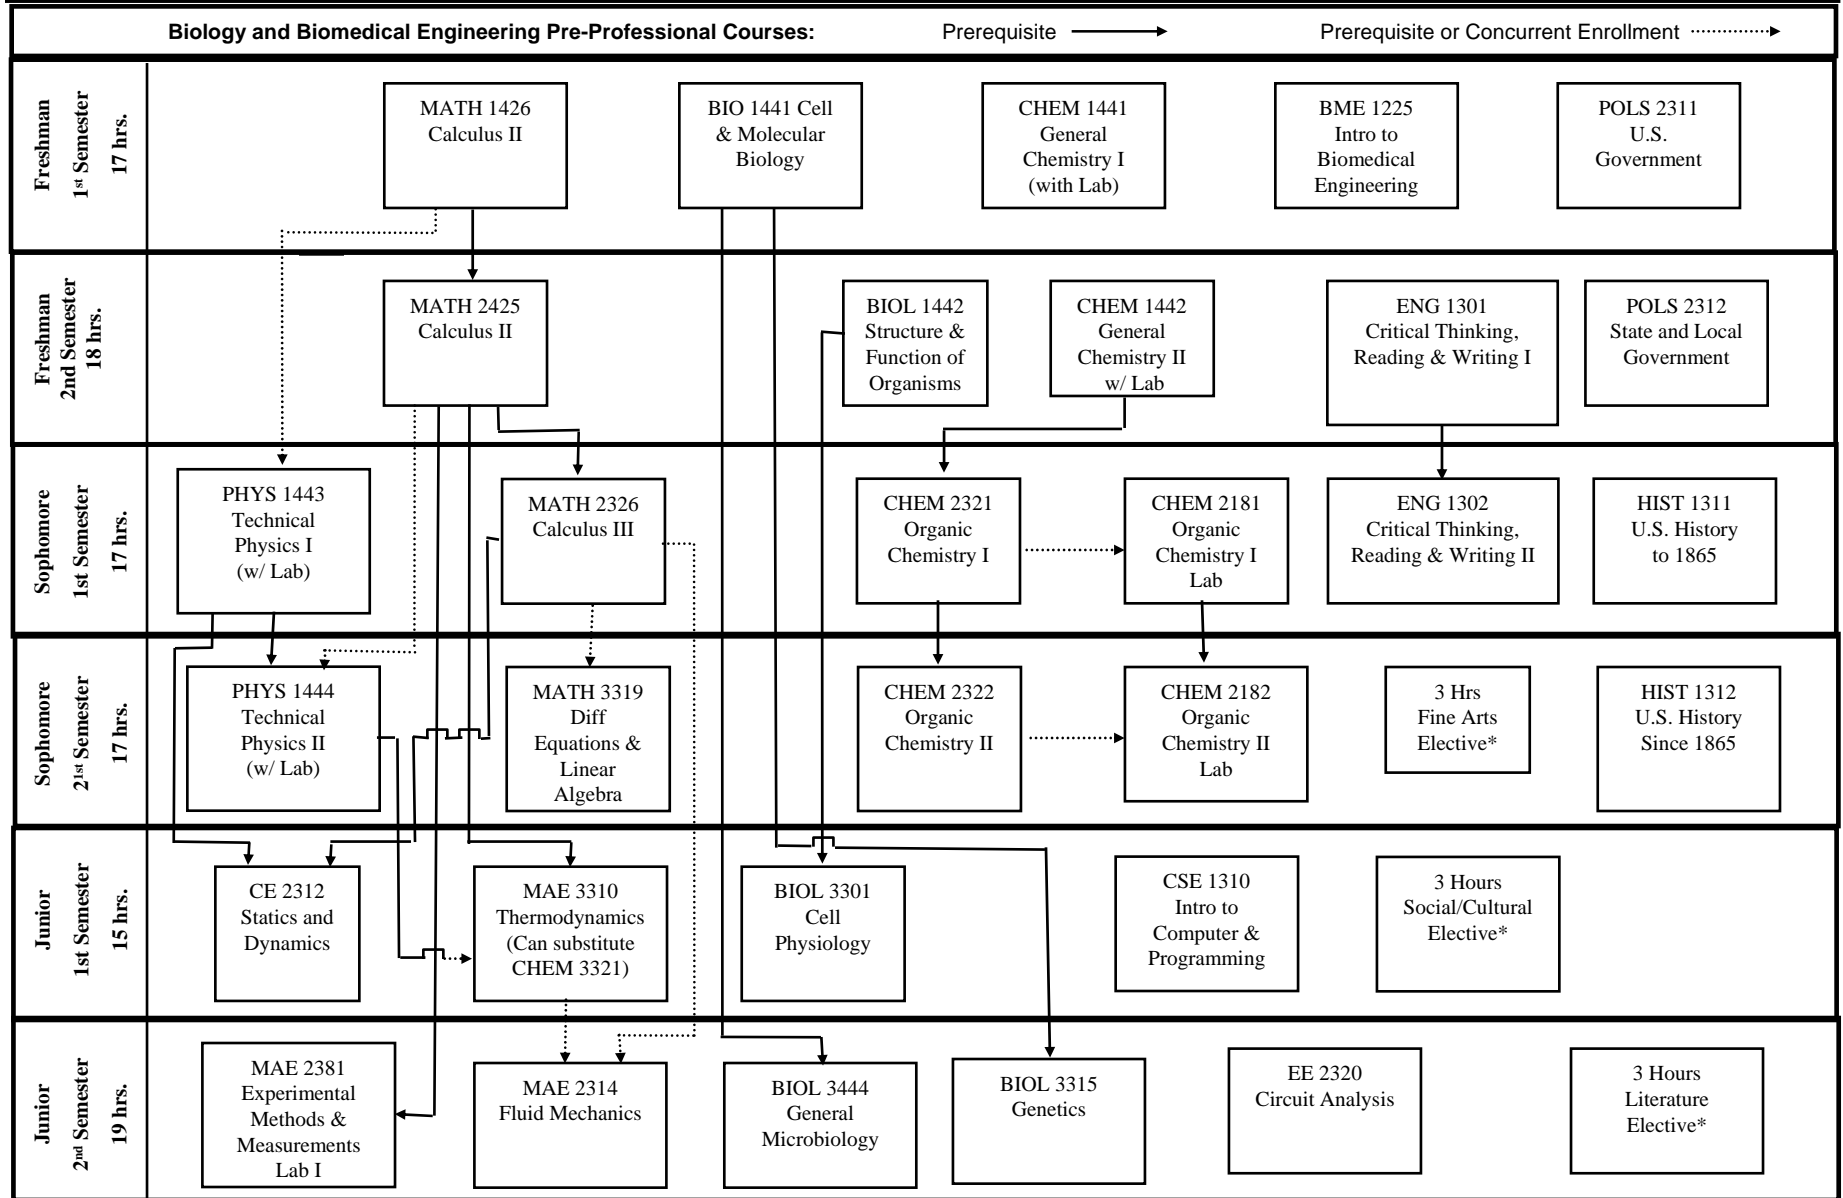 Biology and Biomedical Engineering Pre-Professional Courses:
Prerequisite
Prerequisite or Concurrent Enrollment
Freshman
1st Semester
17 hrs.
MATH 1426
Calculus II
BIO 1441 Cell
& Molecular
Biology
CHEM 1441
General
Chemistry I
(with Lab)
BME 1225
Intro to
Biomedical
Engineering
POLS 2311
U.S.
Government
Freshman
2nd Semester
18 hrs.
MATH 2425
Calculus II
BIOL 1442
Structure &
Function of
Organisms
CHEM 1442
General
Chemistry II
w/ Lab
ENG 1301
Critical Thinking,
Reading & Writing I
POLS 2312
State and Local
Government
Sophomore
1st Semester
17 hrs.
PHYS 1443
Technical
Physics I
(w/ Lab)
MATH 2326
Calculus III
CHEM 2321
Organic
Chemistry I
CHEM 2181
Organic
Chemistry I
Lab
ENG 1302
Critical Thinking,
Reading & Writing II
HIST 1311
U.S. History
to 1865
Sophomore
21st Semester
17 hrs.
PHYS 1444
Technical
Physics II
(w/ Lab)
MATH 3319
Diff
Equations &
Linear
Algebra
CHEM 2322
Organic
Chemistry II
CHEM 2182
Organic
Chemistry II
Lab
3 Hrs
Fine Arts
Elective*
HIST 1312
U.S. History
Since 1865
Junior
1st Semester
15 hrs.
CE 2312
Statics and
Dynamics
MAE 3310
Thermodynamics
(Can substitute
CHEM 3321)
BIOL 3301
Cell
Physiology
CSE 1310
Intro to
Computer &
Programming
3 Hours
Social/Cultural
Elective*
Junior
2nd Semester
19 hrs.
MAE 2381
Experimental
Methods &
Measurements
Lab I
MAE 2314
Fluid Mechanics
BIOL 3444
General
Microbiology
BIOL 3315
Genetics
EE 2320
Circuit Analysis
3 Hours
Literature
Elective*